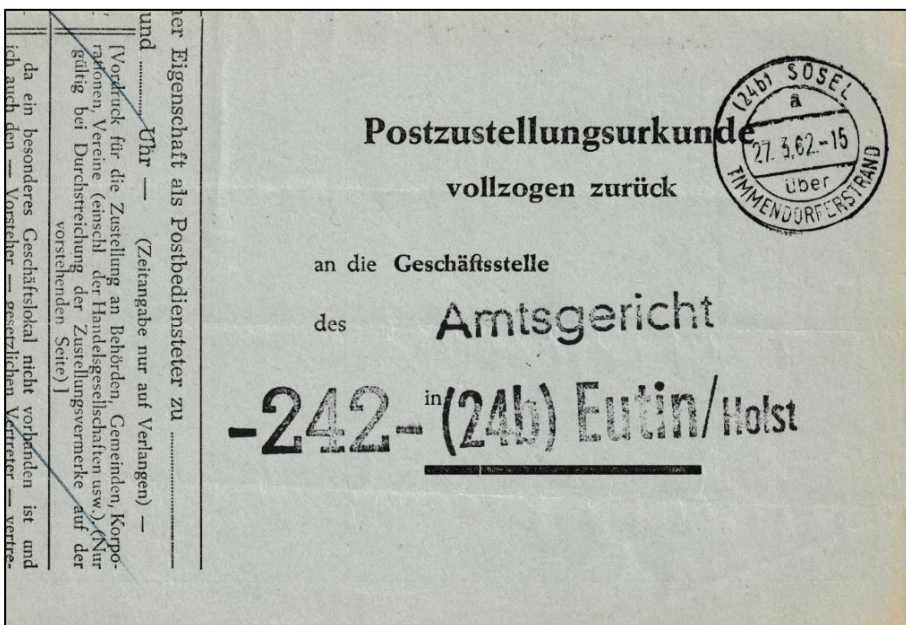 Postzustellungsurkunde
vollzogen zurück
an die Geschäftsstelle
des Amtsgericht
-242- in (24b) Eutin/Holst
(24b) SÜSEL
a
27.3.62.-15
über
TIMMENDORFERSTRAND
ner Eigenschaft als Postbediensteter zu
und ........ Uhr — (Zeitangabe nur auf Verlangen) —
[Vordruck für die Zustellung an Behörden, Gemeinden, Korpo-
rationen, Vereine (einschl der Handelsgesellschaften usw.) (Nur
gültig bei Durchstreichung der Zustellungsvermerke auf der
vorstehenden Seite)]
da ein besonderes Geschäftslokal nicht vorhanden ist und
ich auch den — Vorsteher — gesetzlichen Vertreter — vertre-